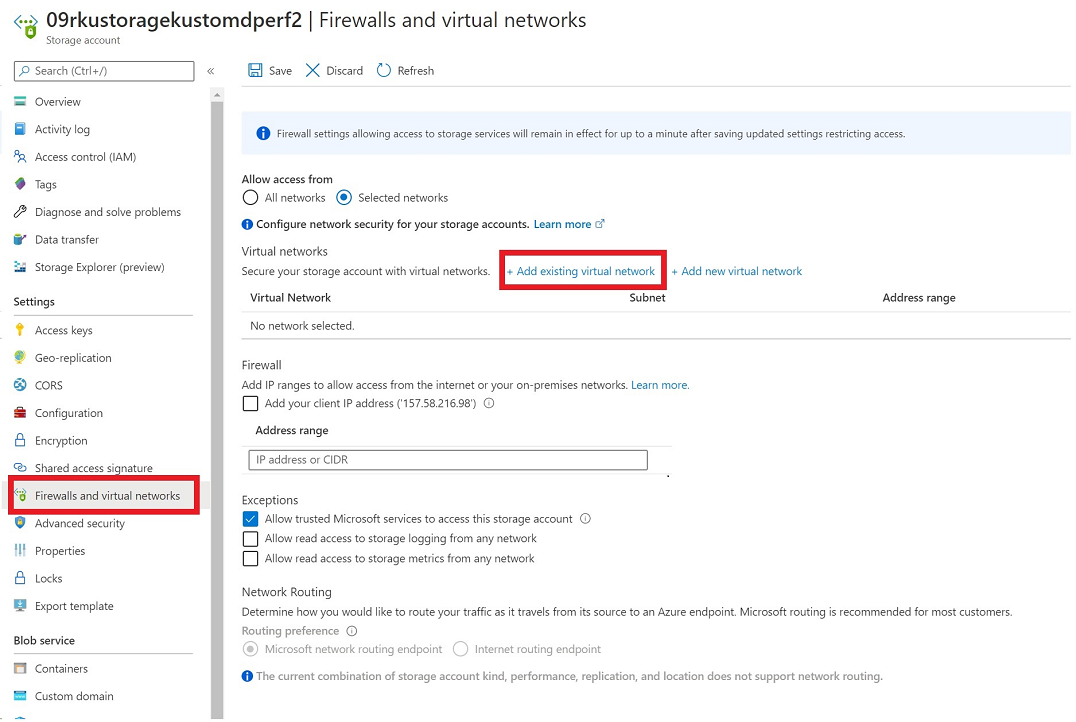 09rkustoragekustomdperf2 | Firewalls and virtual networks
Storage account
Search (Ctrl+/)
«
Save
Discard
Refresh
Overview
Activity log
Access control (IAM)
Tags
Diagnose and solve problems
Data transfer
Storage Explorer (preview)
Settings
Access keys
Geo-replication
CORS
Configuration
Encryption
Shared access signature
Firewalls and virtual networks
Advanced security
Properties
Locks
Export template
Blob service
Containers
Custom domain
Firewall settings allowing access to storage services will remain in effect for up to a minute after saving updated settings restricting access.
Allow access from
All networks
Selected networks
Configure network security for your storage accounts. Learn more
Virtual networks
Secure your storage account with virtual networks. + Add existing virtual network + Add new virtual network
Virtual Network Subnet Address range
No network selected.
Firewall
Add IP ranges to allow access from the internet or your on-premises networks. Learn more.
Add your client IP address ('157.58.216.98')
Address range
IP address or CIDR
Exceptions
Allow trusted Microsoft services to access this storage account
Allow read access to storage logging from any network
Allow read access to storage metrics from any network
Network Routing
Determine how you would like to route your traffic as it travels from its source to an Azure endpoint. Microsoft routing is recommended for most customers.
Routing preference
Microsoft network routing endpoint
Internet routing endpoint
The current combination of storage account kind, performance, replication, and location does not support network routing.